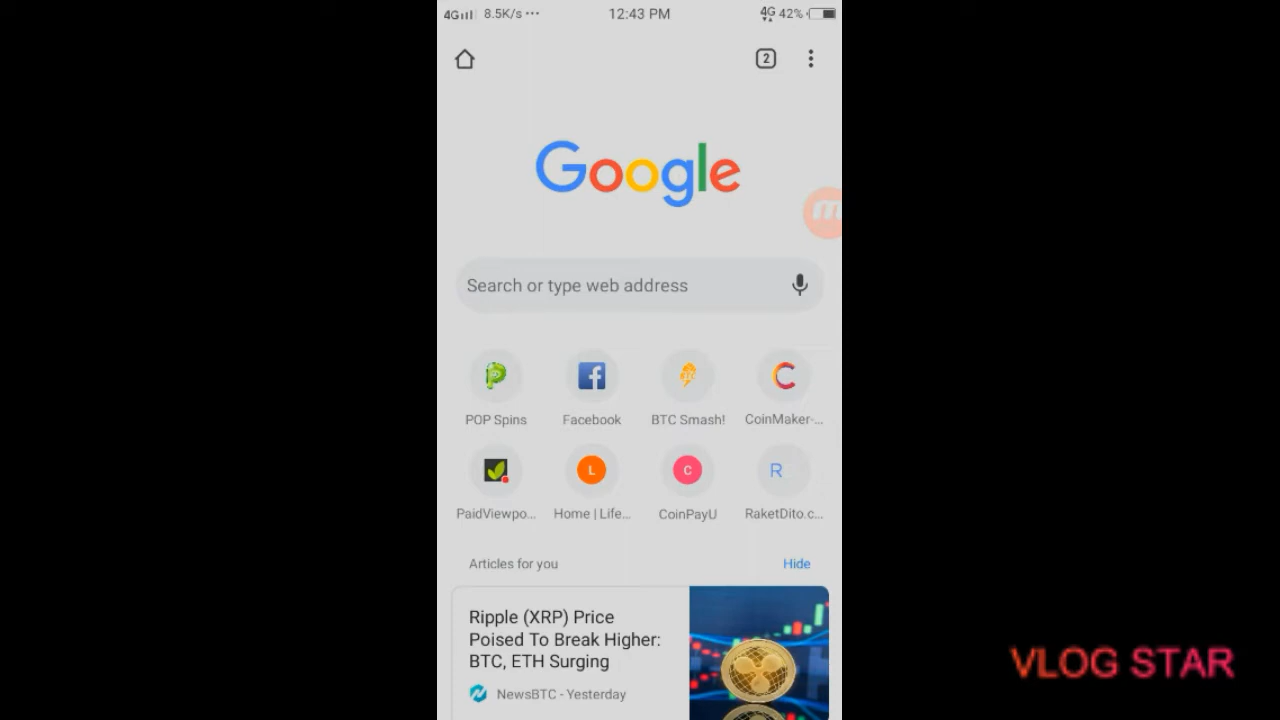 4G 8.5K/s ··· 12:43 PM 4G 42%
2
Google
Search or type web address
POP Spins Facebook BTC Smash! CoinMaker-...
L C R
PaidViewpo... Home | Life... CoinPayU RaketDito.c...
Articles for you Hide
Ripple (XRP) Price
Poised To Break Higher:
BTC, ETH Surging
NewsBTC - Yesterday
VLOG STAR